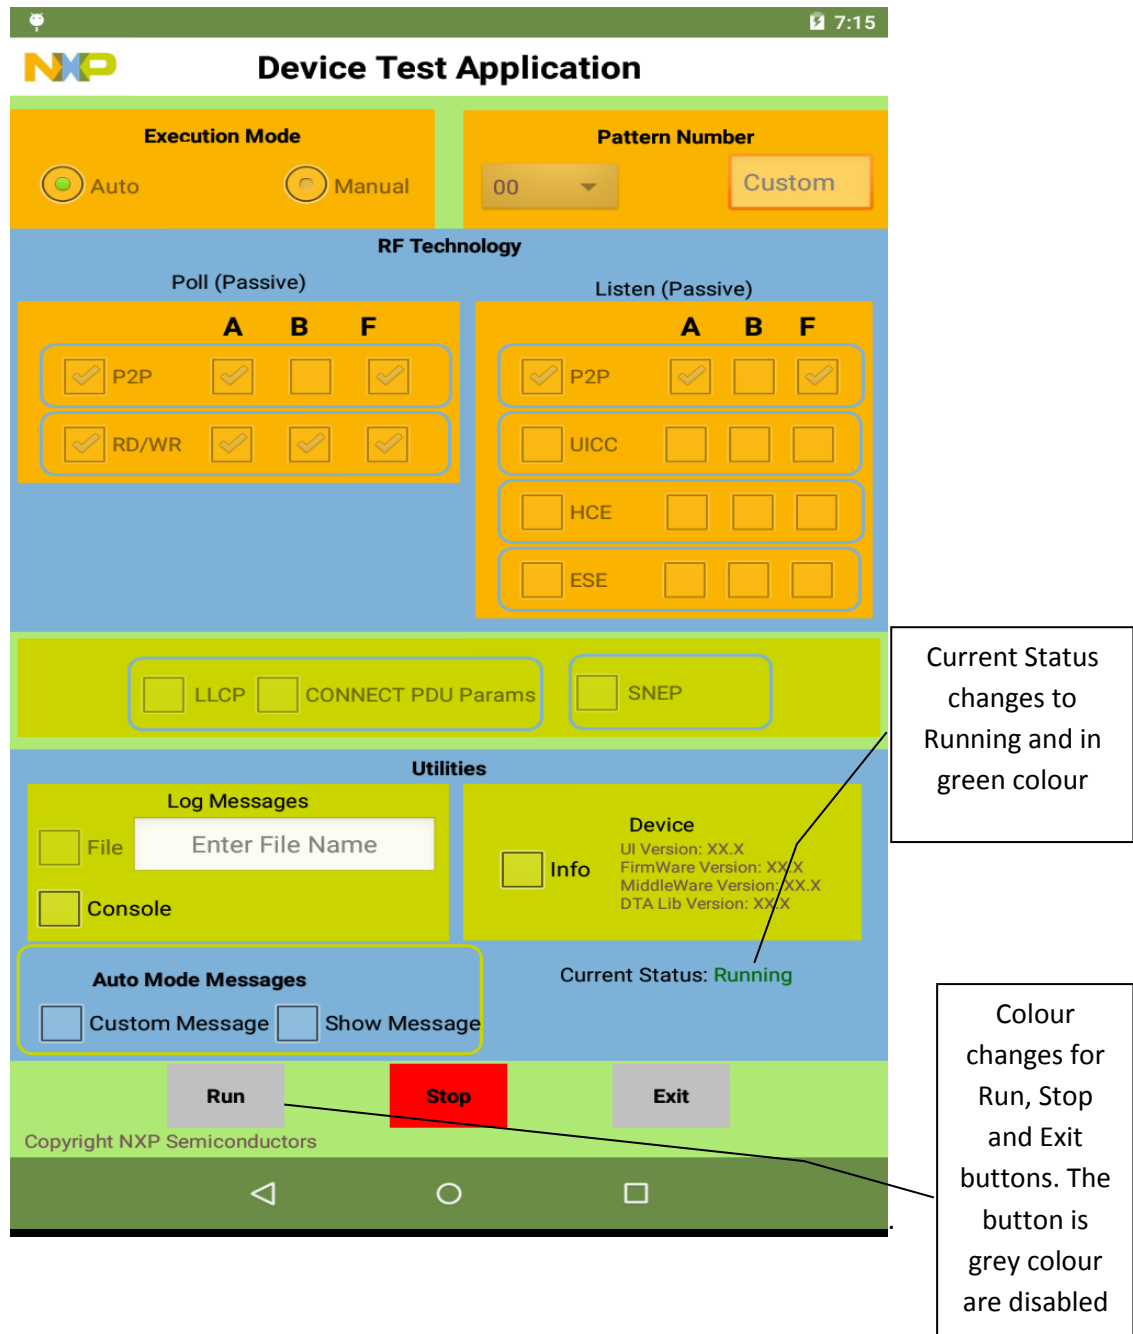 7:15
NXP Device Test Application
Execution Mode
Auto Manual
Pattern Number
00 Custom
RF Technology
Poll (Passive)
A B F
P2P
RD/WR
Listen (Passive)
A B F
P2P
UICC
HCE
ESE
LLCP CONNECT PDU Params SNEP
Utilities
Log Messages
File Enter File Name
Console
Device
Info
UI Version: XX.X
FirmWare Version: XX.X
MiddleWare Version: XX.X
DTA Lib Version: XX.X
Auto Mode Messages
Custom Message Show Message
Current Status: Running
Run Stop Exit
Copyright NXP Semiconductors
.
Current Status
changes to
Running and in
green colour
Colour
changes for
Run, Stop
and Exit
buttons. The
button is
grey colour
are disabled